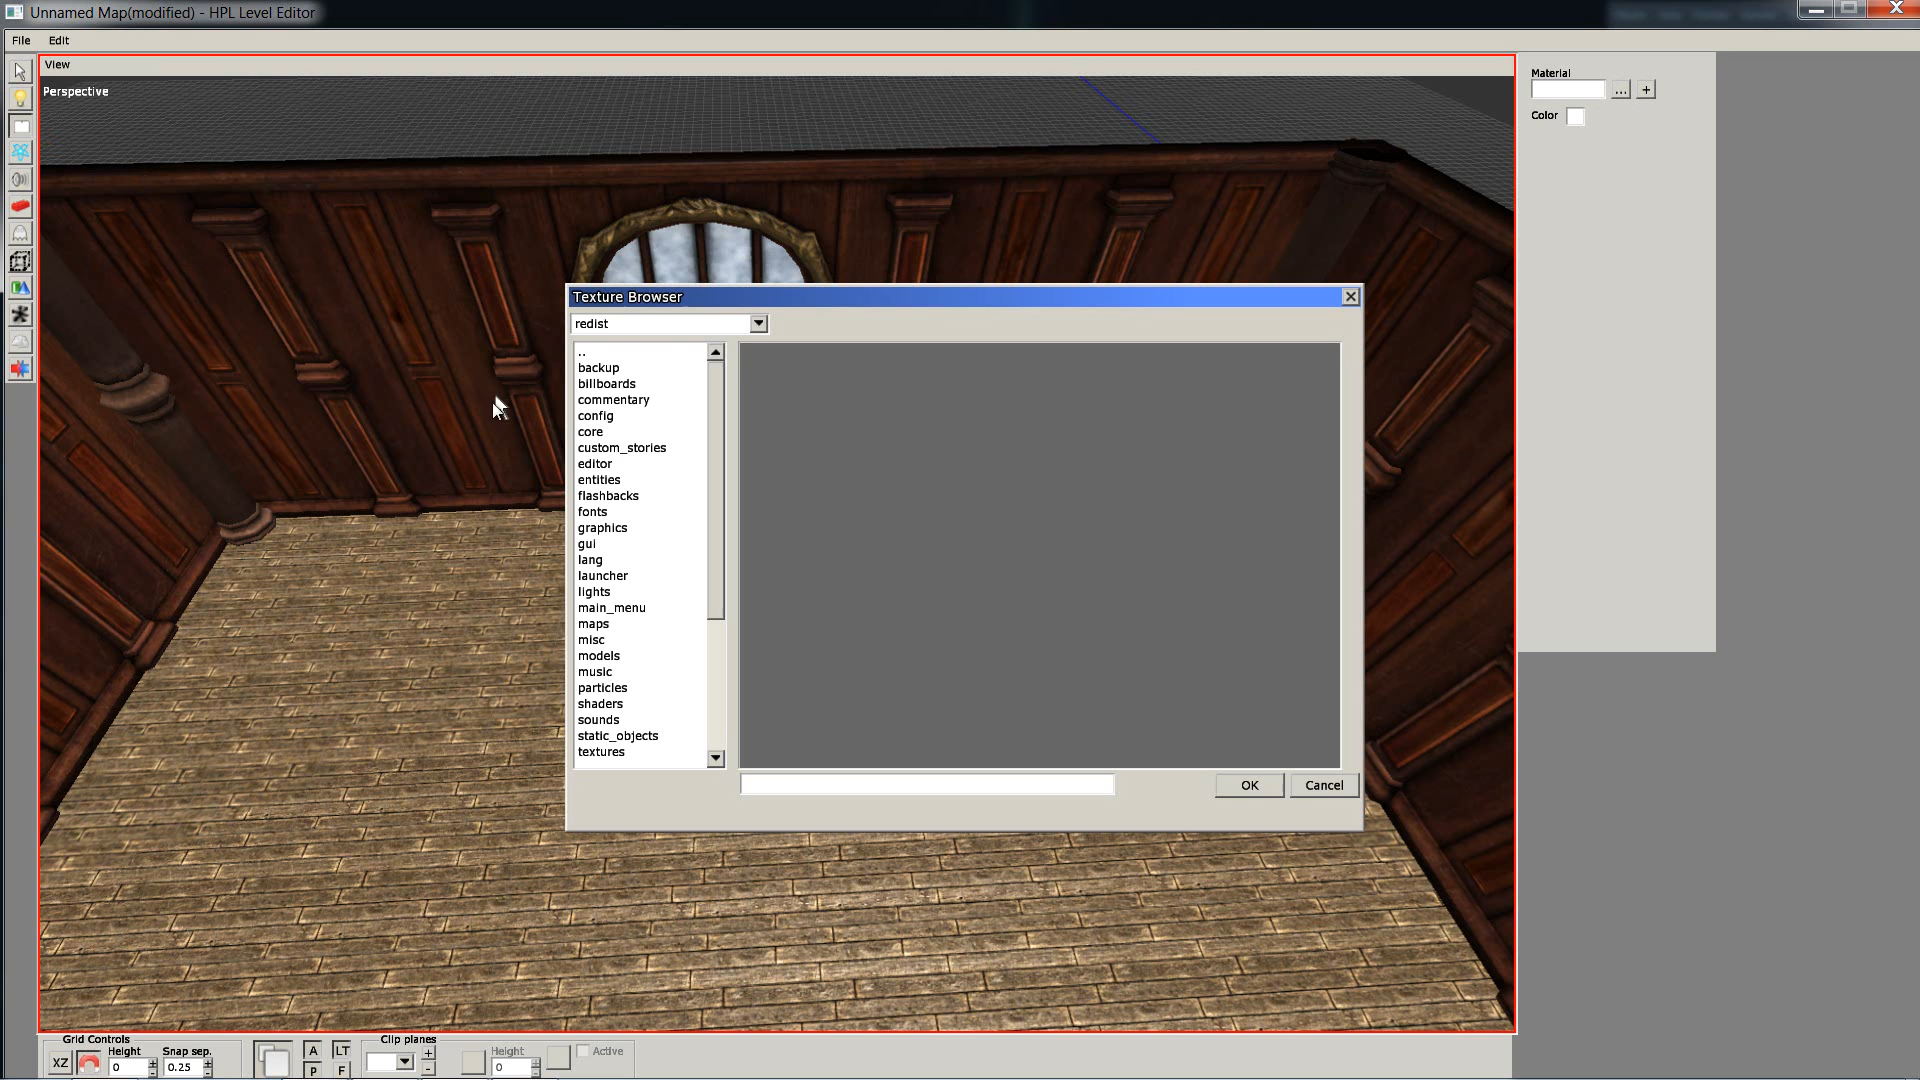 Unnamed Map(modified) - HPL Level Editor
File Edit
View
Perspective
Material
... +
Color
Texture Browser
redist
..
backup
billboards
commentary
config
core
custom_stories
editor
entities
flashbacks
fonts
graphics
gui
lang
launcher
lights
main_menu
maps
misc
models
music
particles
shaders
sounds
static_objects
textures
OK Cancel
Grid Controls
Height Snap sep.
XZ 0 0.25
A LT
P F
Clip planes
+
-
Height
0
Active